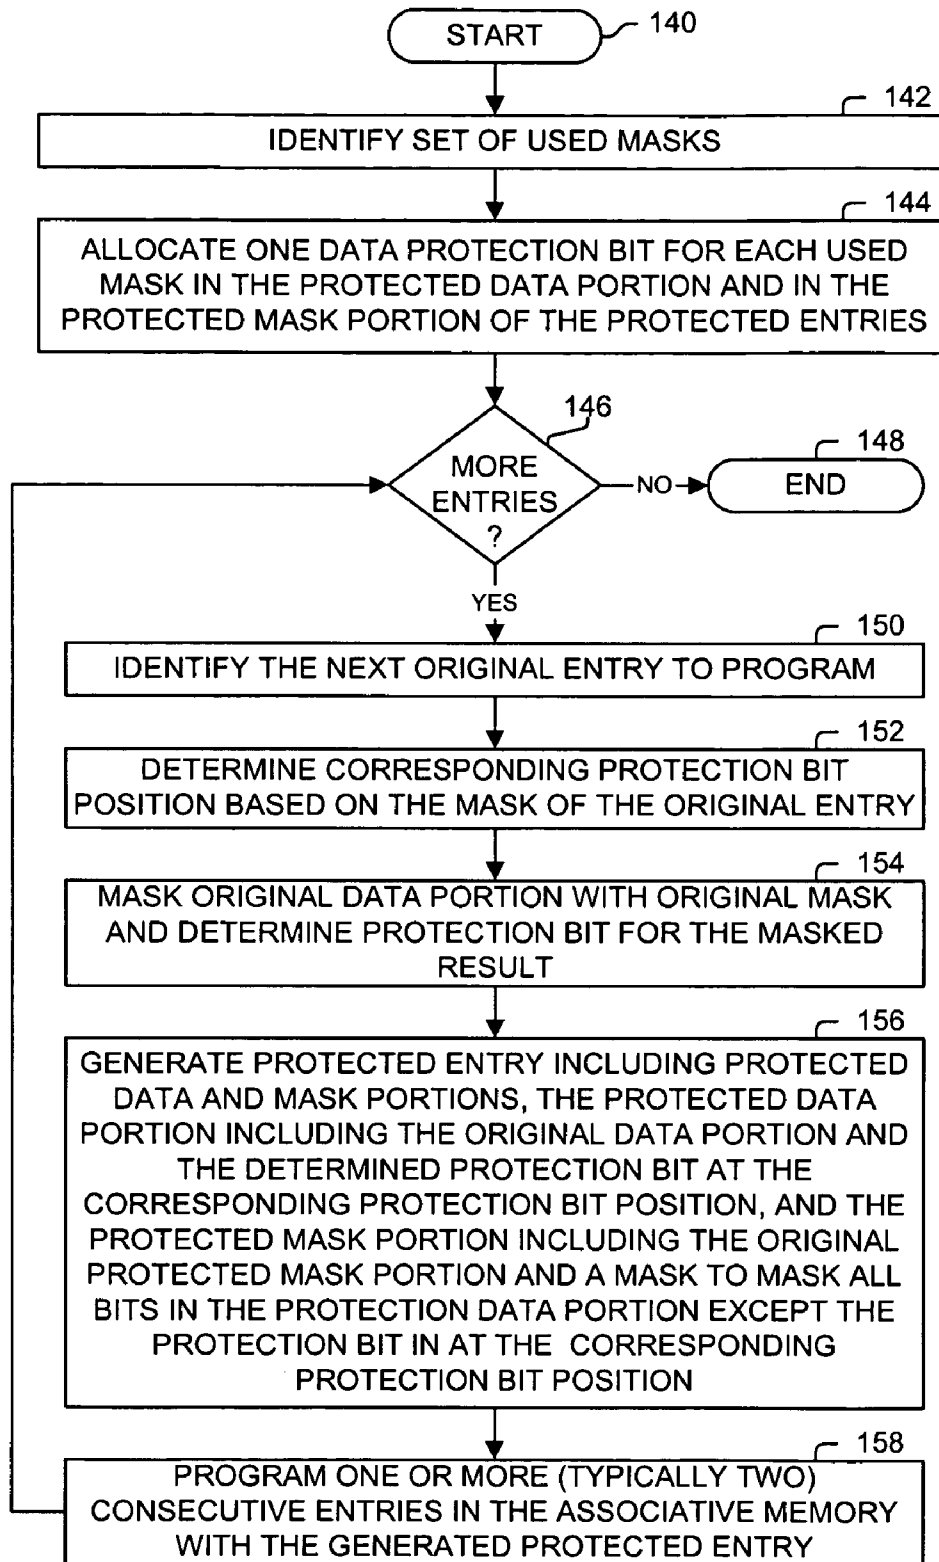 START
140
142
IDENTIFY SET OF USED MASKS
144
ALLOCATE ONE DATA PROTECTION BIT FOR EACH USED
MASK IN THE PROTECTED DATA PORTION AND IN THE
PROTECTED MASK PORTION OF THE PROTECTED ENTRIES
146
MORE
ENTRIES
?
NO
148
END
YES
150
IDENTIFY THE NEXT ORIGINAL ENTRY TO PROGRAM
152
DETERMINE CORRESPONDING PROTECTION BIT
POSITION BASED ON THE MASK OF THE ORIGINAL ENTRY
154
MASK ORIGINAL DATA PORTION WITH ORIGINAL MASK
AND DETERMINE PROTECTION BIT FOR THE MASKED
RESULT
156
GENERATE PROTECTED ENTRY INCLUDING PROTECTED
DATA AND MASK PORTIONS, THE PROTECTED DATA
PORTION INCLUDING THE ORIGINAL DATA PORTION AND
THE DETERMINED PROTECTION BIT AT THE
CORRESPONDING PROTECTION BIT POSITION, AND THE
PROTECTED MASK PORTION INCLUDING THE ORIGINAL
PROTECTED MASK PORTION AND A MASK TO MASK ALL
BITS IN THE PROTECTION DATA PORTION EXCEPT THE
PROTECTION BIT IN AT THE CORRESPONDING
PROTECTION BIT POSITION
158
PROGRAM ONE OR MORE (TYPICALLY TWO)
CONSECUTIVE ENTRIES IN THE ASSOCIATIVE MEMORY
WITH THE GENERATED PROTECTED ENTRY